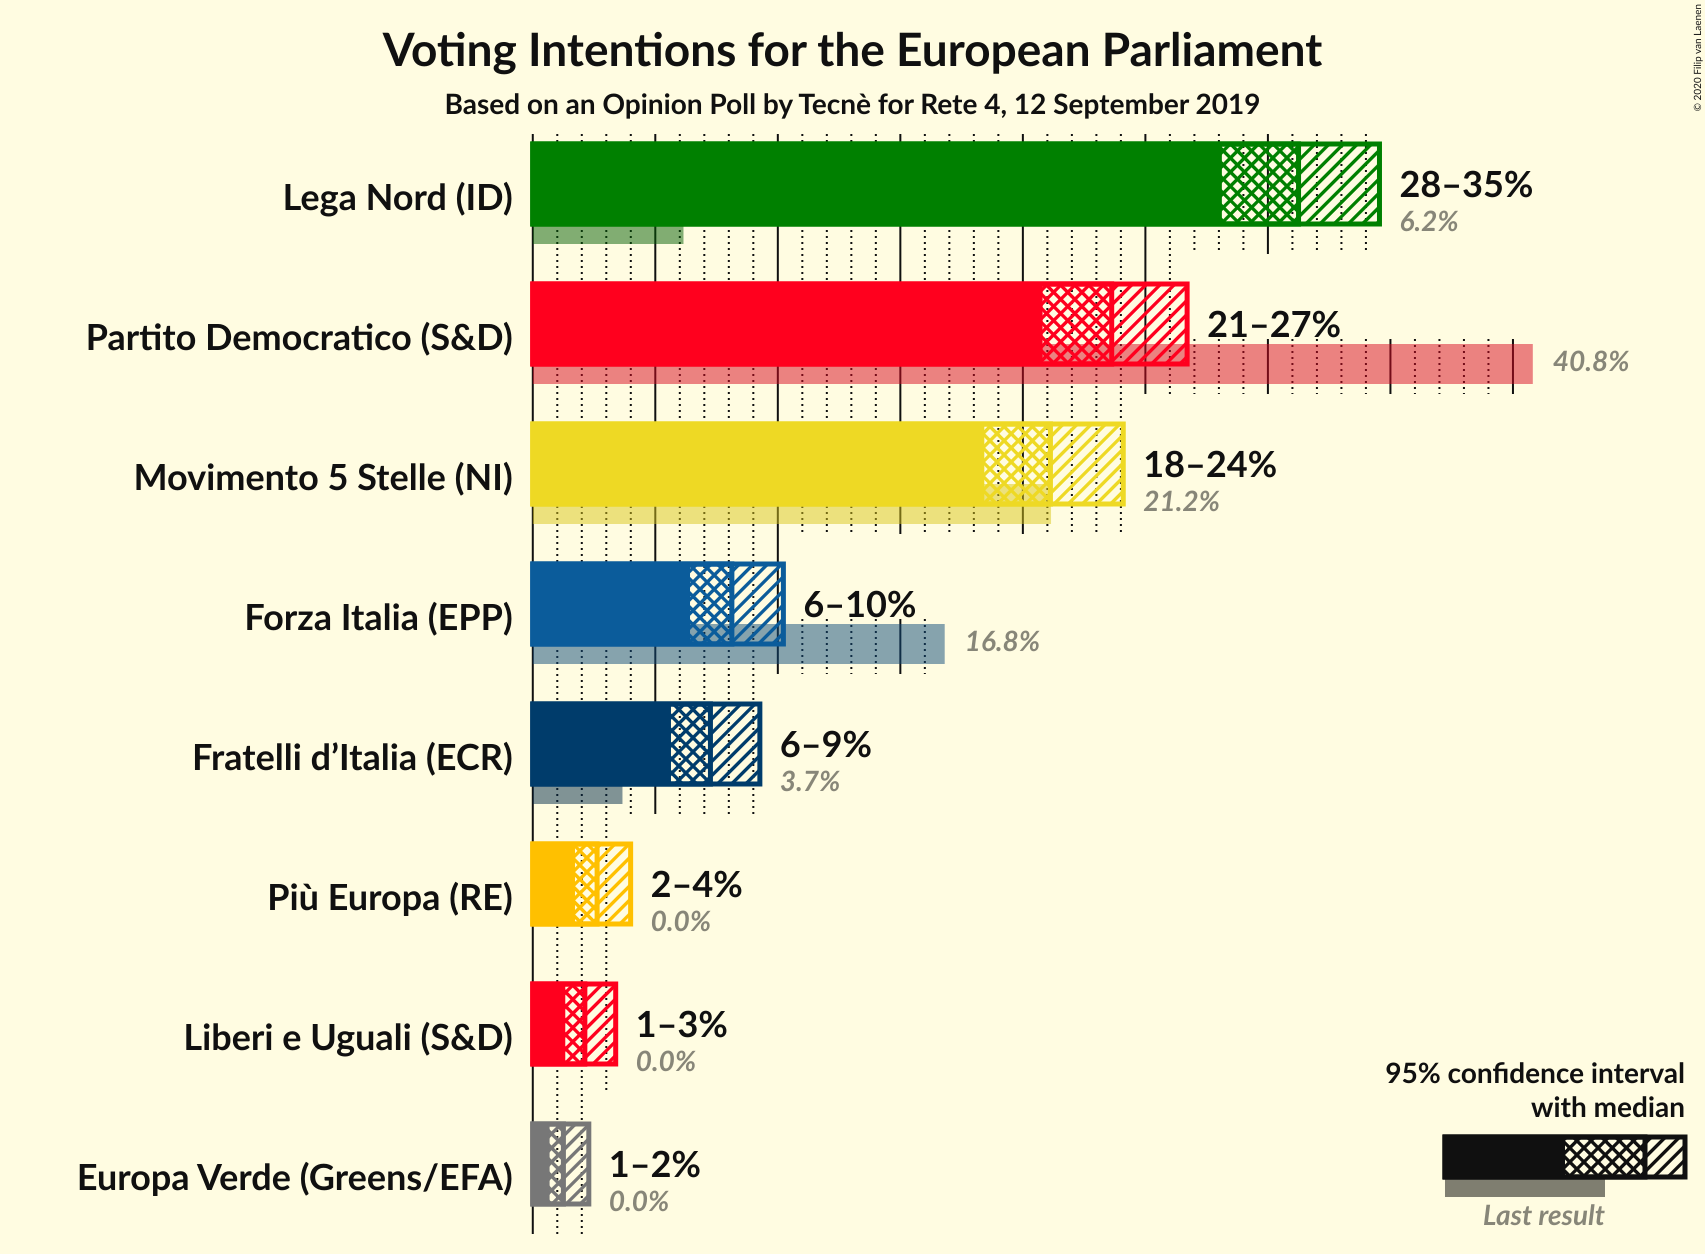 Voting Intentions for the European Parliament
Based on an Opinion Poll by Tecnè for Rete 4, 12 September 2019
© 2020 Filip van Laenen
Lega Nord (ID)
28–35%
6.2%
Partito Democratico (S&D)
21–27%
40.8%
Movimento 5 Stelle (NI)
18–24%
21.2%
Forza Italia (EPP)
6–10%
16.8%
Fratelli d’Italia (ECR)
6–9%
3.7%
Più Europa (RE)
2–4%
0.0%
Liberi e Uguali (S&D)
1–3%
0.0%
Europa Verde (Greens/EFA)
1–2%
0.0%
95% confidence interval
with median
Last result